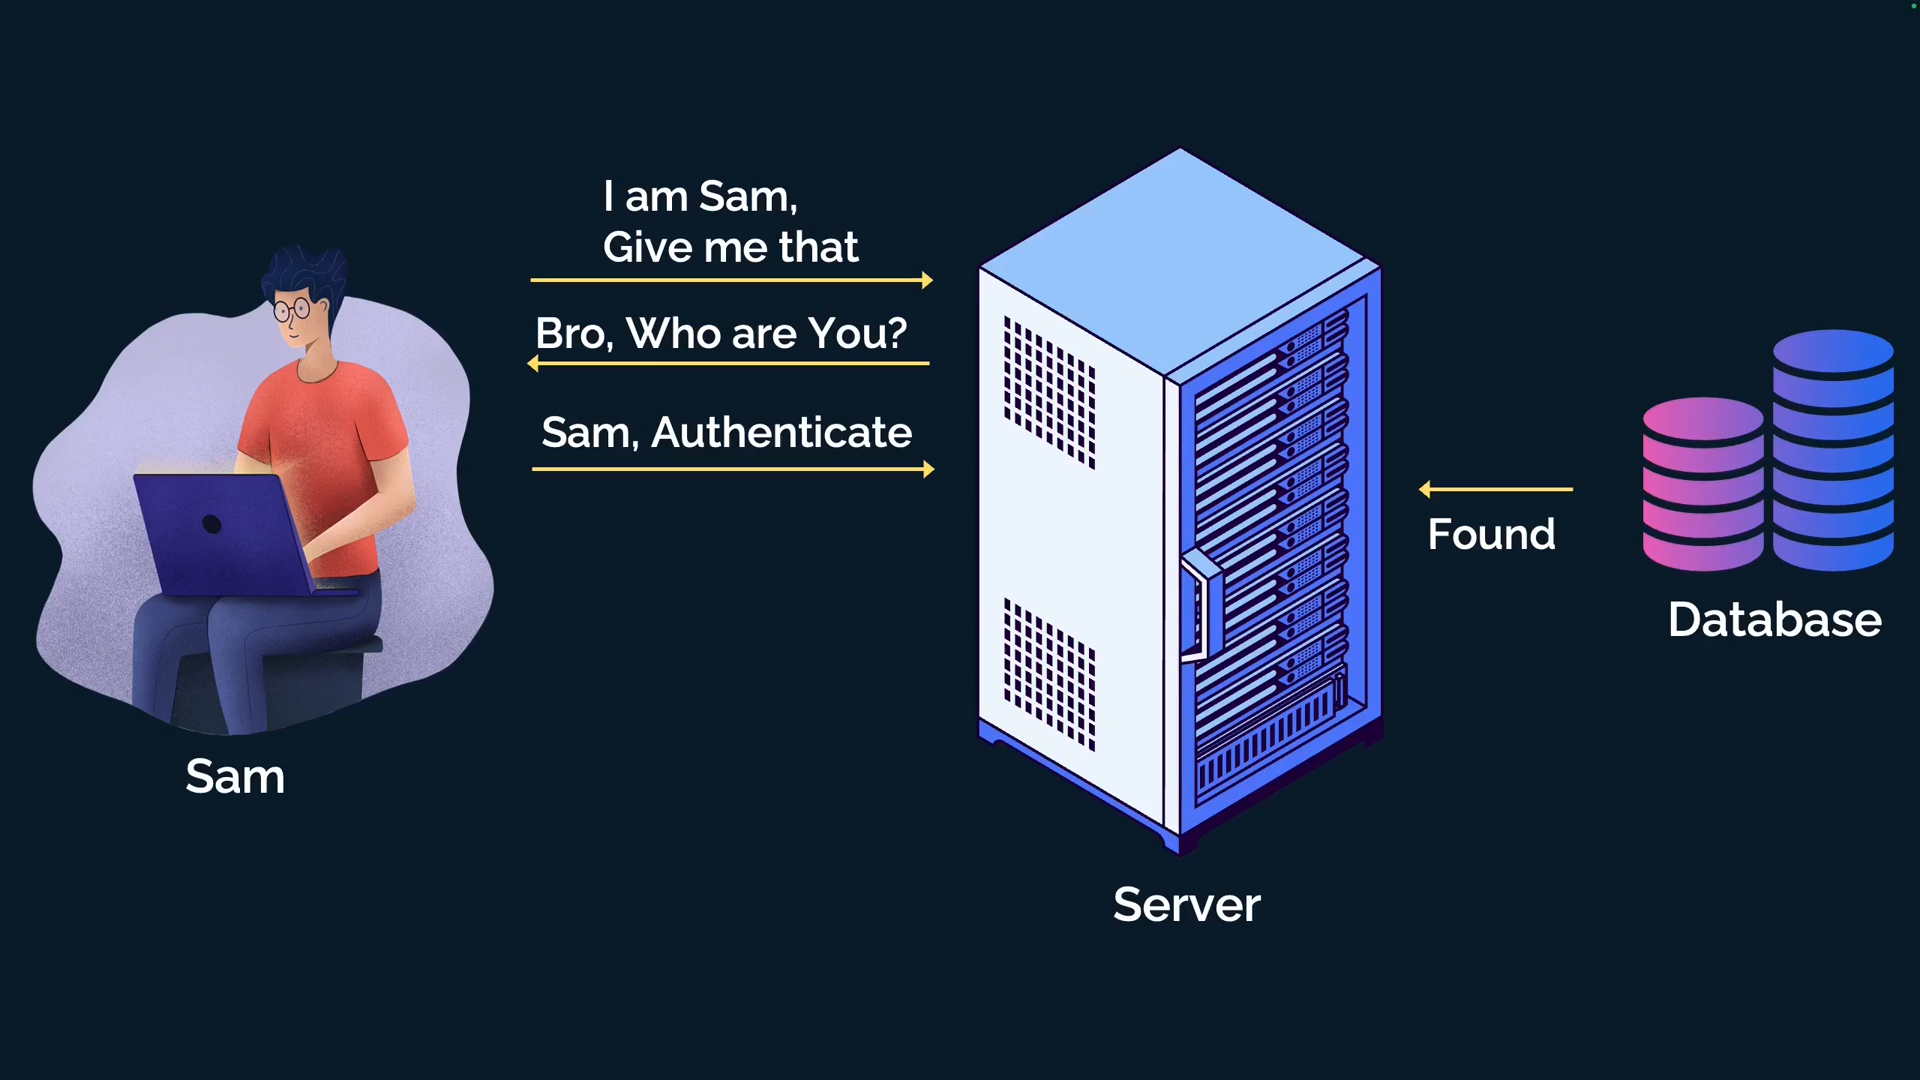 I am Sam,
Give me that
Bro, Who are You?
Sam, Authenticate
Found
Database
Sam
Server